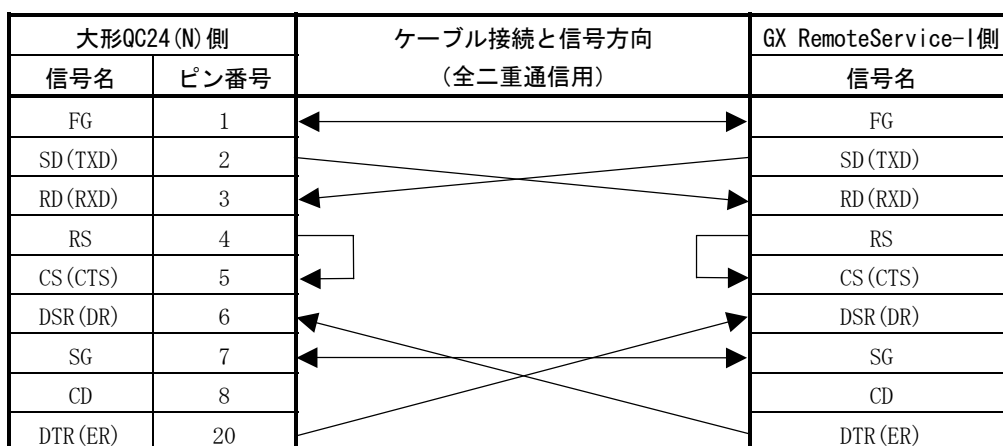 大形QC24(N)側 ケーブル接続と信号方向 GX RemoteService-I側
信号名 ピン番号 (全二重通信用) 信号名
FG 1 FG
SD(TXD) 2 SD(TXD)
RD(RXD) 3 RD(RXD)
RS 4 RS
CS(CTS) 5 CS(CTS)
DSR(DR) 6 DSR(DR)
SG 7 SG
CD 8 CD
DTR(ER) 20 DTR(ER)